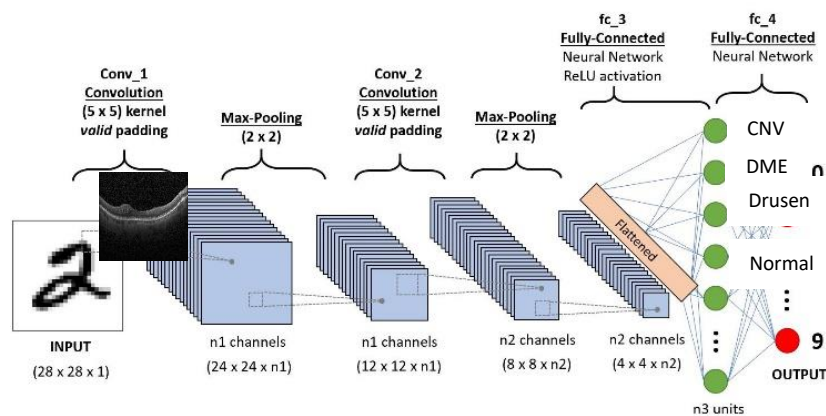 fc_3
Fully-Connected
Neural Network
ReLU activation
fc_4
Fully-Connected
Neural Network
Conv_1
Convolution
(5 x 5) kernel
valid padding
Max-Pooling
(2 x 2)
Conv_2
Convolution
(5 x 5) kernel
valid padding
Max-Pooling
(2 x 2)
CNV
DME
Drusen
Normal
Flattened
2
9
INPUT
(28 x 28 x 1)
n1 channels
(24 x 24 x n1)
n1 channels
(12 x 12 x n1)
n2 channels
(8 x 8 x n2)
n2 channels
(4 x 4 x n2)
OUTPUT
n3 units